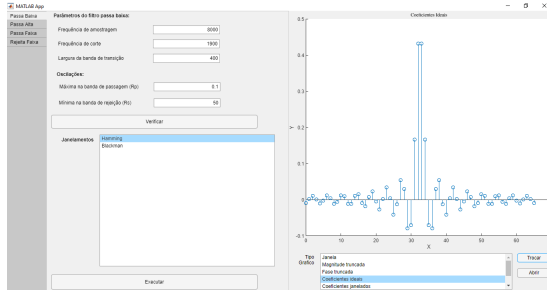 MATLAB App
Passa Baixa
Passa Alta
Passa Faixa
Rejeita Faixa
Parâmetros do filtro passa baixa:
Frequência de amostragem 8000
Frequência de corte 1800
Largura da banda de transição 400
Oscilações:
Máxima na banda de passagem (Rp) 0.1
Mínima na banda de rejeição (Rs) 50
Verificar
Janelamentos
Hamming
Blackman
Executar
Coeficientes Ideais
0.5
0.4
0.3
0.2
0.1
0
-0.1
Y
0 10 20 30 40 50 60
X
Tipo Gráfico
Janela
Magnitude truncada
Fase truncada
Coeficientes ideais
Coeficientes janelados
Trocar
Abrir